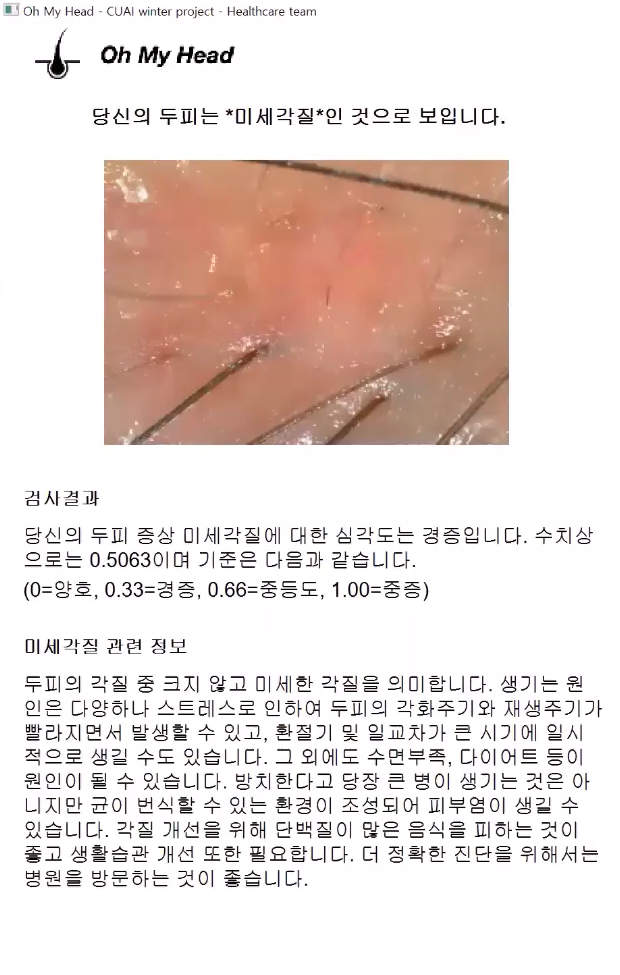 Oh My Head - CUAI winter project - Healthcare team
Oh My Head
당신의 두피는 *미세각질*인 것으로 보입니다.
검사결과
당신의 두피 증상 미세각질에 대한 심각도는 경증입니다. 수치상
으로는 0.5063이며 기준은 다음과 같습니다.
(0=양호, 0.33=경증, 0.66=중등도, 1.00=중증)
미세각질 관련 정보
두피의 각질 중 크지 않고 미세한 각질을 의미합니다. 생기는 원
인은 다양하나 스트레스로 인하여 두피의 각화주기와 재생주기가
빨라지면서 발생할 수 있고, 환절기 및 일교차가 큰 시기에 일시
적으로 생길 수도 있습니다. 그 외에도 수면부족, 다이어트 등이
원인이 될 수 있습니다. 방치한다고 당장 큰 병이 생기는 것은 아
니지만 균이 번식할 수 있는 환경이 조성되어 피부염이 생길 수
있습니다. 각질 개선을 위해 단백질이 많은 음식을 피하는 것이
좋고 생활습관 개선 또한 필요합니다. 더 정확한 진단을 위해서는
병원을 방문하는 것이 좋습니다.